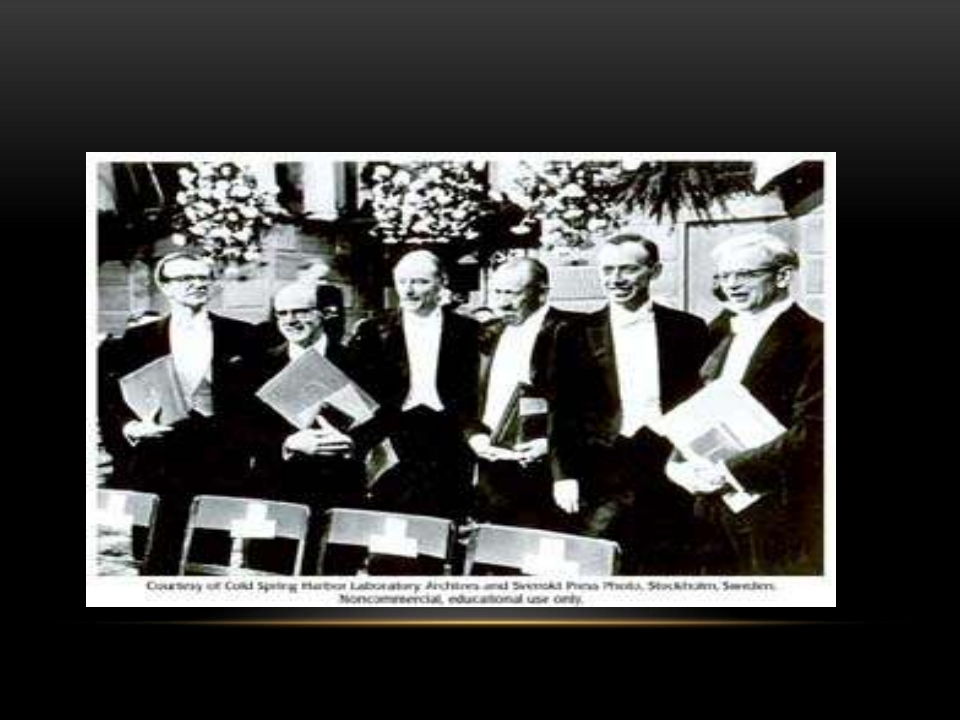 Courtesy of Cold Spring Harbor Laboratory Archives and Svenskt Press Photo, Stockholm, Sweden.
Noncommercial, educational use only.